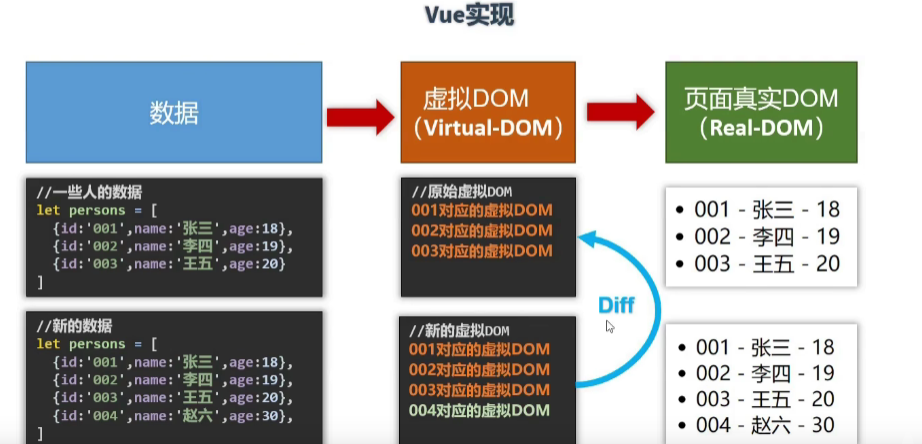 Vue实现
数据
虚拟DOM
（Virtual-DOM）
页面真实DOM
（Real-DOM）
//一些人的数据
let persons = [
{id:'001',name:'张三',age:18},
{id:'002',name:'李四',age:19},
{id:'003',name:'王五',age:20}
]
//原始虚拟DOM
001对应的虚拟DOM
002对应的虚拟DOM
003对应的虚拟DOM
• 001 - 张三 - 18
• 002 - 李四 - 19
• 003 - 王五 - 20
Diff
//新的数据
let persons = [
{id:'001',name:'张三',age:18},
{id:'002',name:'李四',age:19},
{id:'003',name:'王五',age:20},
{id:'004',name:'赵六',age:30},
]
//新的虚拟DOM
001对应的虚拟DOM
002对应的虚拟DOM
003对应的虚拟DOM
004对应的虚拟DOM
• 001 - 张三 - 18
• 002 - 李四 - 19
• 003 - 王五 - 20
• 004 - 赵六 - 30